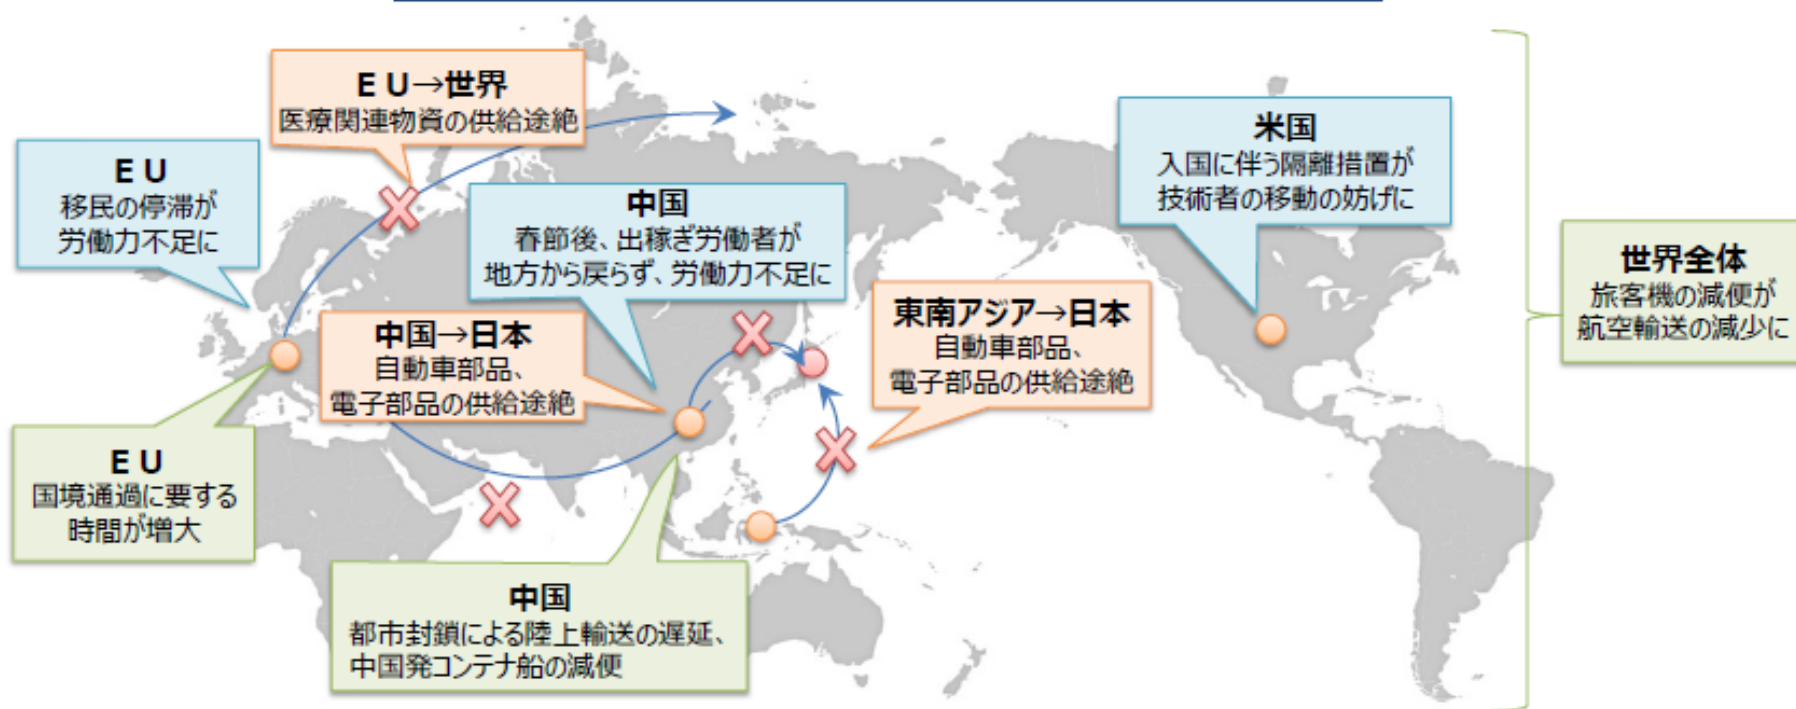 ＥＵ→世界
医療関連物資の供給途絶
ＥＵ
移民の停滞が
労働力不足に
中国
春節後、出稼ぎ労働者が
地方から戻らず、労働力不足に
米国
入国に伴う隔離措置が
技術者の移動の妨げに
世界全体
旅客機の減便が
航空輸送の減少に
中国→日本
自動車部品、
電子部品の供給途絶
東南アジア→日本
自動車部品、
電子部品の供給途絶
ＥＵ
国境通過に要する
時間が増大
中国
都市封鎖による陸上輸送の遅延、
中国発コンテナ船の減便